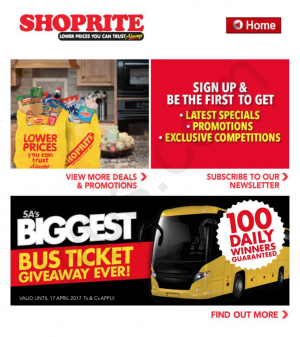 SHOPRITE
LOWER PRICES YOU CAN TRUST Always
Home
LOWER
PRICES
you can
TRUST
Always
SHOPRITE
SIGN UP &
BE THE FIRST TO GET
• LATEST SPECIALS
• PROMOTIONS
• EXCLUSIVE COMPETITIONS
VIEW MORE DEALS
& PROMOTIONS
SUBSCRIBE TO OUR
NEWSLETTER
SA's
BIGGEST
BUS TICKET
GIVEAWAY EVER!
VALID UNTIL 17 APRIL 2017. Ts & Cs APPLY.
100
DAILY
WINNERS
GUARANTEED
FIND OUT MORE